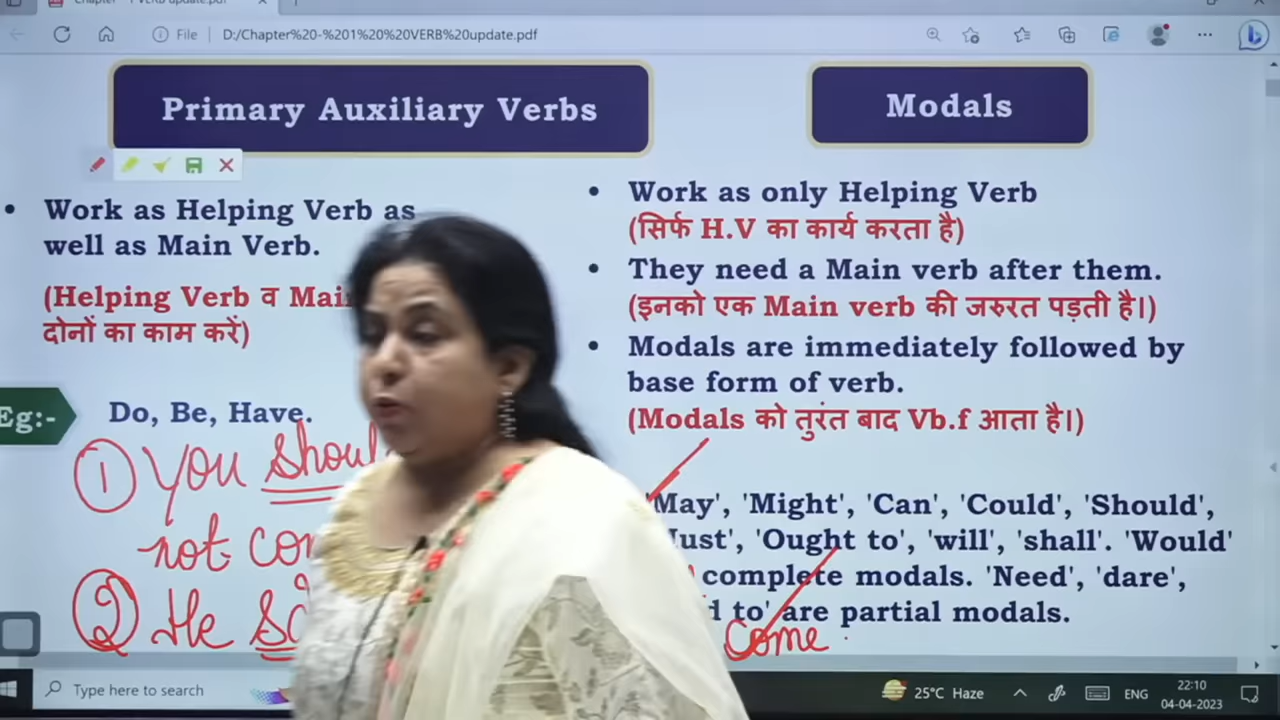 Chapter - 1 VERB update.pdf
File | D:/Chapter%20-%201%20%20VERB%20update.pdf
Primary Auxiliary Verbs
Modals
• Work as Helping Verb as
well as Main Verb.
(Helping Verb व Mai
दोनों का काम करें)
Eg:- Do, Be, Have.
① You shoul
not com
② He
• Work as only Helping Verb
(सिर्फ H.V का कार्य करता है)
• They need a Main verb after them.
(इनको एक Main verb की जरुरत पड़ती है।)
• Modals are immediately followed by
base form of verb.
(Modals को तुरंत बाद Vb.f आता है।)
'May', 'Might', 'Can', 'Could', 'Should',
ust', 'Ought to', 'will', 'shall'. 'Would'
complete modals. 'Need', 'dare',
d to' are partial modals.
come
Type here to search
25°C Haze
ENG
22:10
04-04-2023